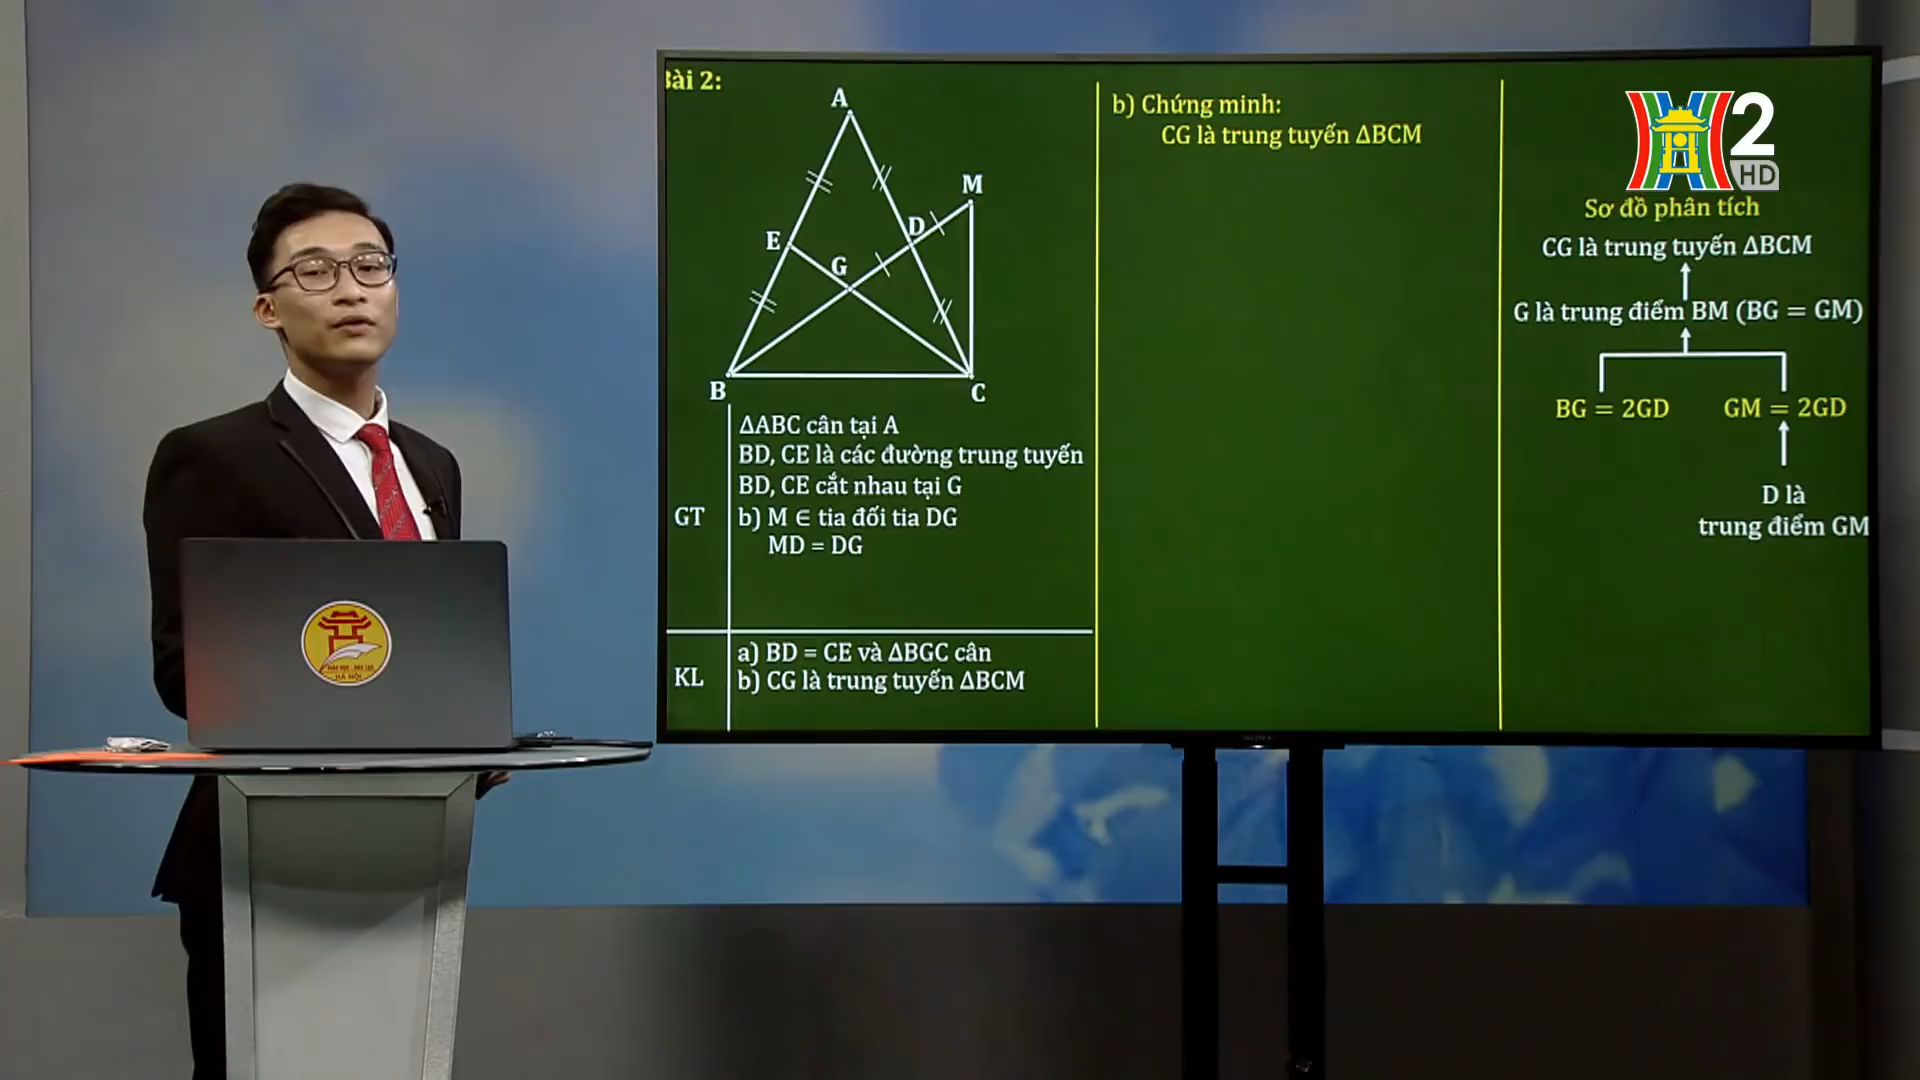 Bài 2:
A
M
E
D
G
B
C
ΔABC cân tại A
BD, CE là các đường trung tuyến
BD, CE cắt nhau tại G
GT
b) M ∈ tia đối tia DG
MD = DG
KL
a) BD = CE và ΔBGC cân
b) CG là trung tuyến ΔBCM
b) Chứng minh:
CG là trung tuyến ΔBCM
2
HD
Sơ đồ phân tích
CG là trung tuyến ΔBCM
G là trung điểm BM (BG = GM)
BG = 2GD
GM = 2GD
D là
trung điểm GM
HÀ NỘI